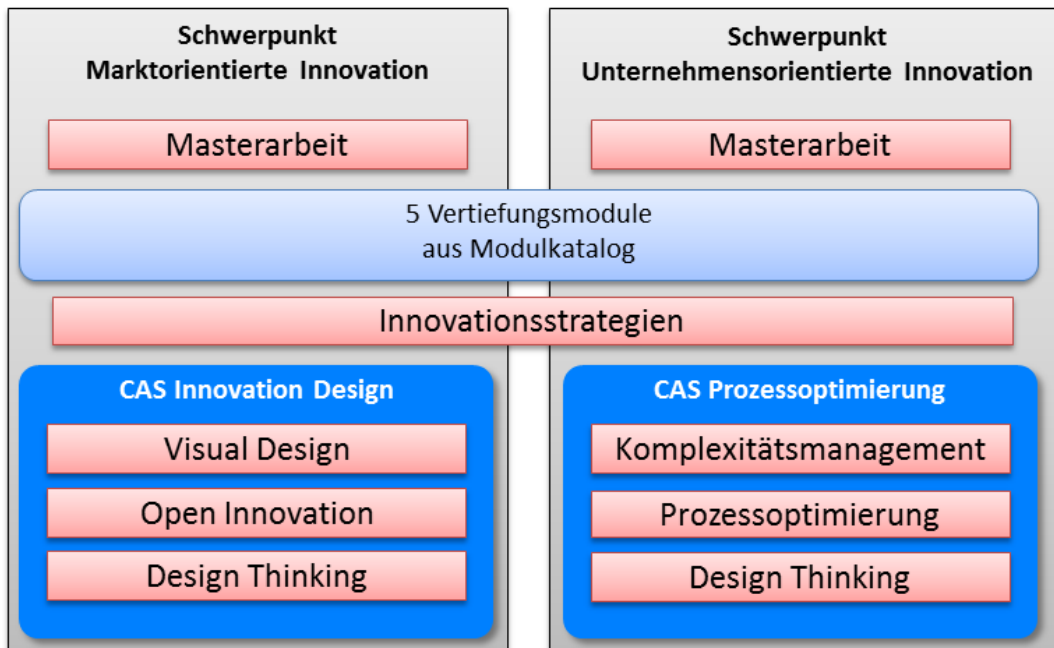 Schwerpunkt
Marktorientierte Innovation
Schwerpunkt
Unternehmensorientierte Innovation
Masterarbeit
Masterarbeit
5 Vertiefungsmodule
aus Modulkatalog
Innovationsstrategien
CAS Innovation Design
Visual Design
Open Innovation
Design Thinking
CAS Prozessoptimierung
Komplexitätsmanagement
Prozessoptimierung
Design Thinking